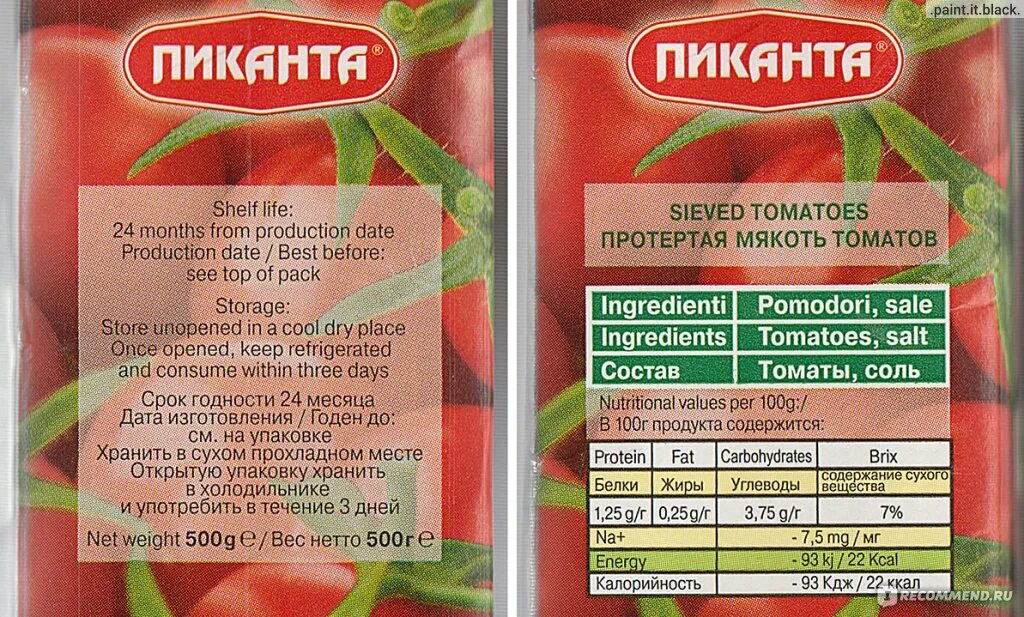 .paint.it.black.
ПИКАНТА®
Shelf life:
24 months from production date
Production date / Best before:
see top of pack
Storage:
Store unopened in a cool dry place
Once opened, keep refrigerated
and consume within three days
Срок годности 24 месяца
Дата изготовления / Годен до:
см. на упаковке
Хранить в сухом прохладном месте
Открытую упаковку хранить
в холодильнике
и употребить в течение 3 дней
Net weight 500g ℮ / Вес нетто 500г ℮
ПИКАНТА®
SIEVED TOMATOES
ПРОТЕРТАЯ МЯКОТЬ ТОМАТОВ
Ingredienti Pomodori, sale
Ingredients Tomatoes, salt
Состав Томаты, соль
Nutritional values per 100g:/
В 100г продукта содержится:
Protein Fat Carbohydrates Brix
Белки Жиры Углеводы содержание сухого вещества
1,25 g/г 0,25g/г 3,75 g/г 7%
Na+ - 7,5 mg / мг
Energy - 93 kj / 22 Kcal
Калорийность - 93 Кдж / 22 ккал
RECOMMEND.RU